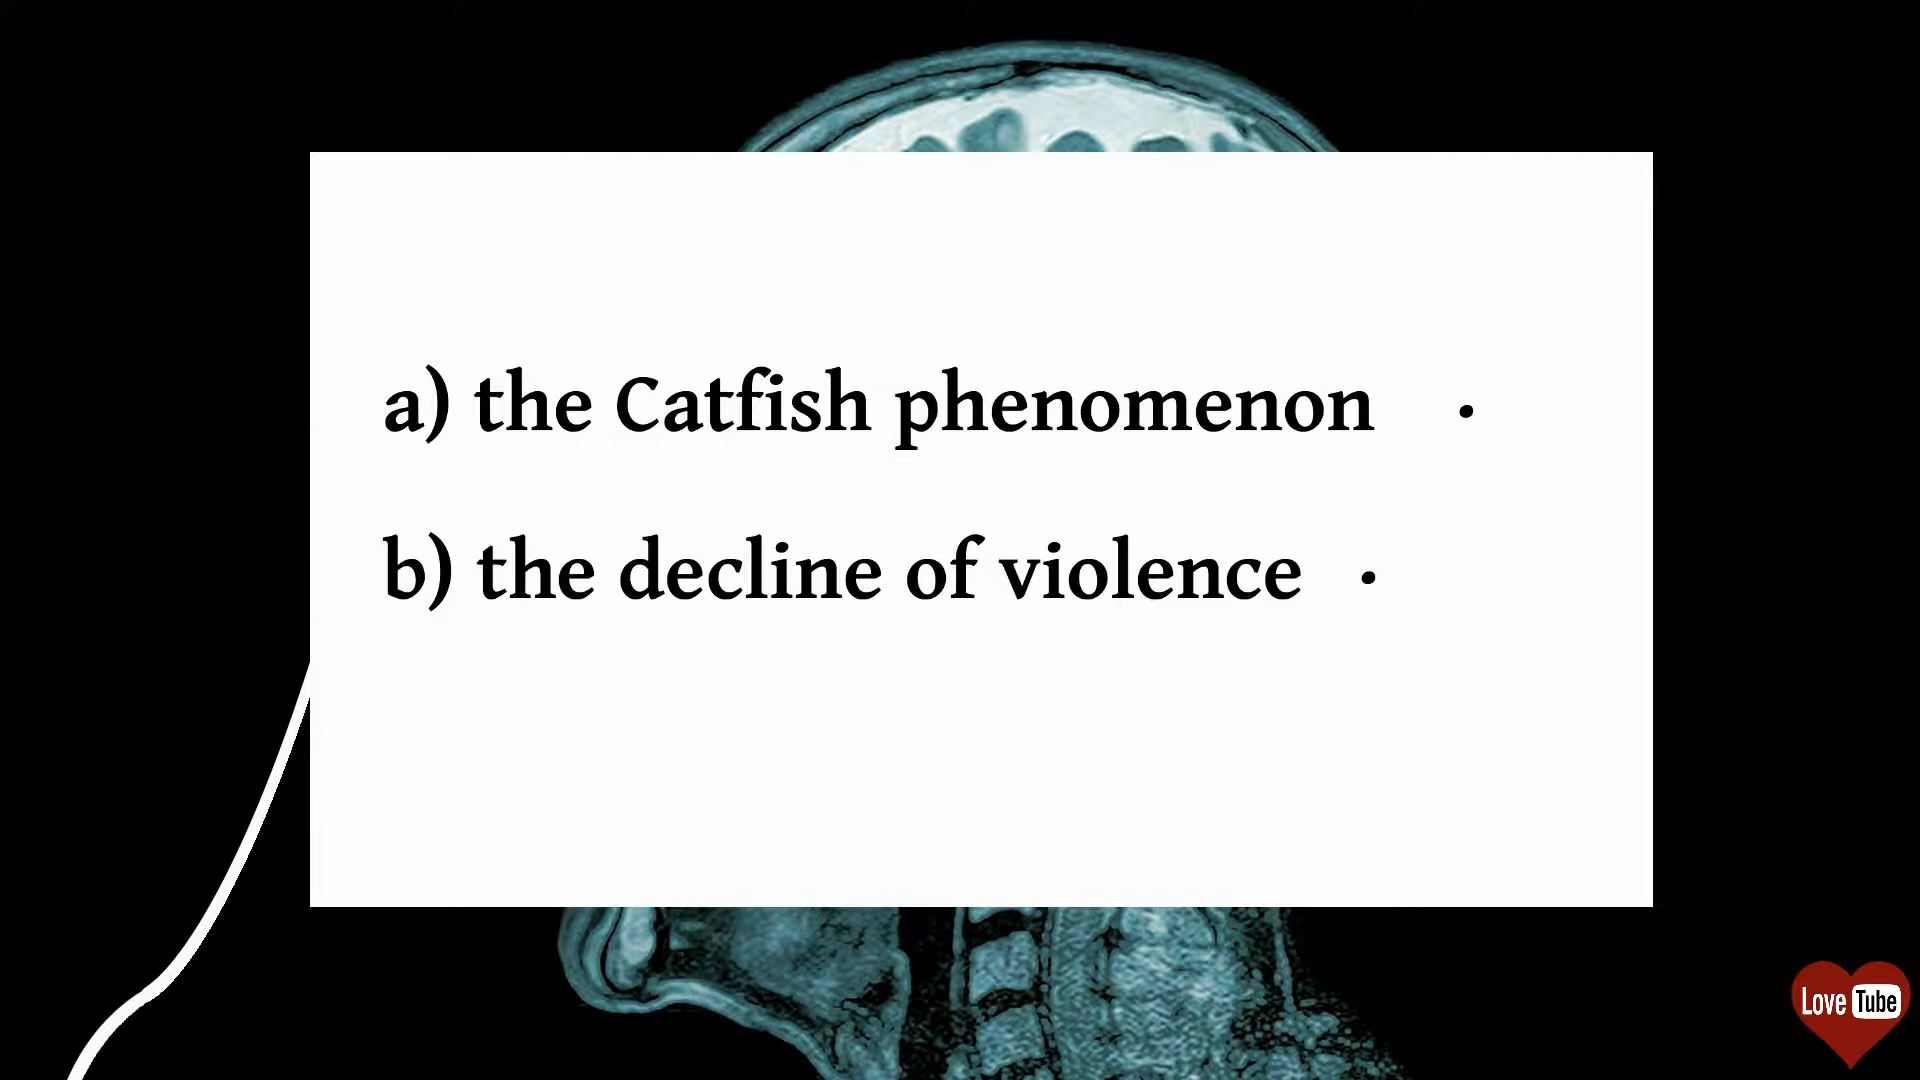 a) the Catfish phenomenon •
b) the decline of violence •
Love Tube